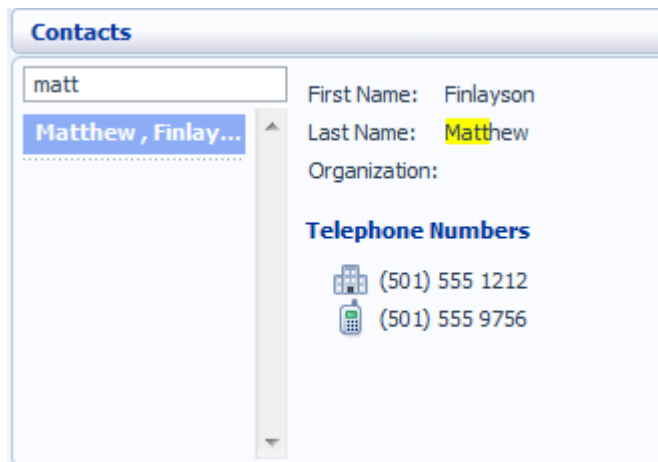 Contacts
matt
Matthew , Finlay...
First Name: Finlayson
Last Name: Matthew
Organization:
Telephone Numbers
(501) 555 1212
(501) 555 9756